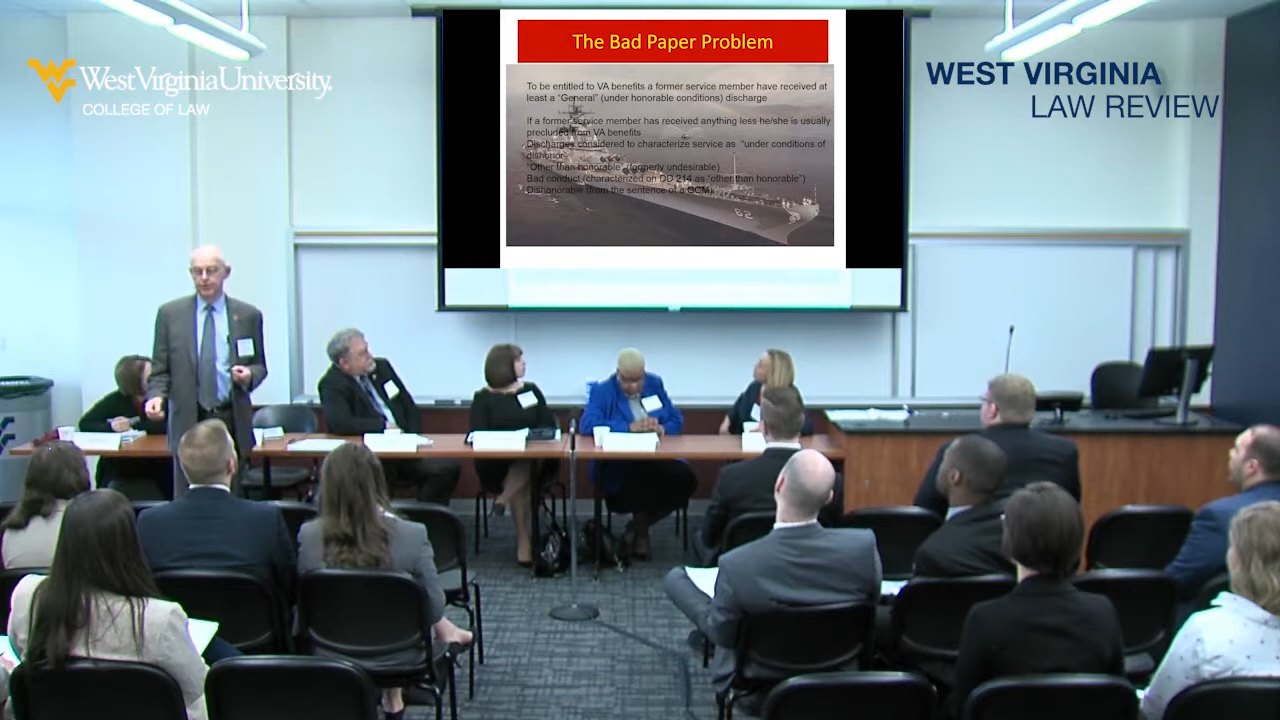 The Bad Paper Problem
WestVirginiaUniversity.
COLLEGE OF LAW
WEST VIRGINIA
LAW REVIEW
To be entitled to VA benefits a former service member have received at
least a “General” (under honorable conditions) discharge
If a former service member has received anything less he/she is usually
precluded from VA benefits
Discharges considered to characterize service as “under conditions of
dishonor
“Other than honorable” (formerly undesirable)
Bad conduct (characterized on DD 214 as “other than honorable”)
Dishonorable (from the sentence of a GCM)
62